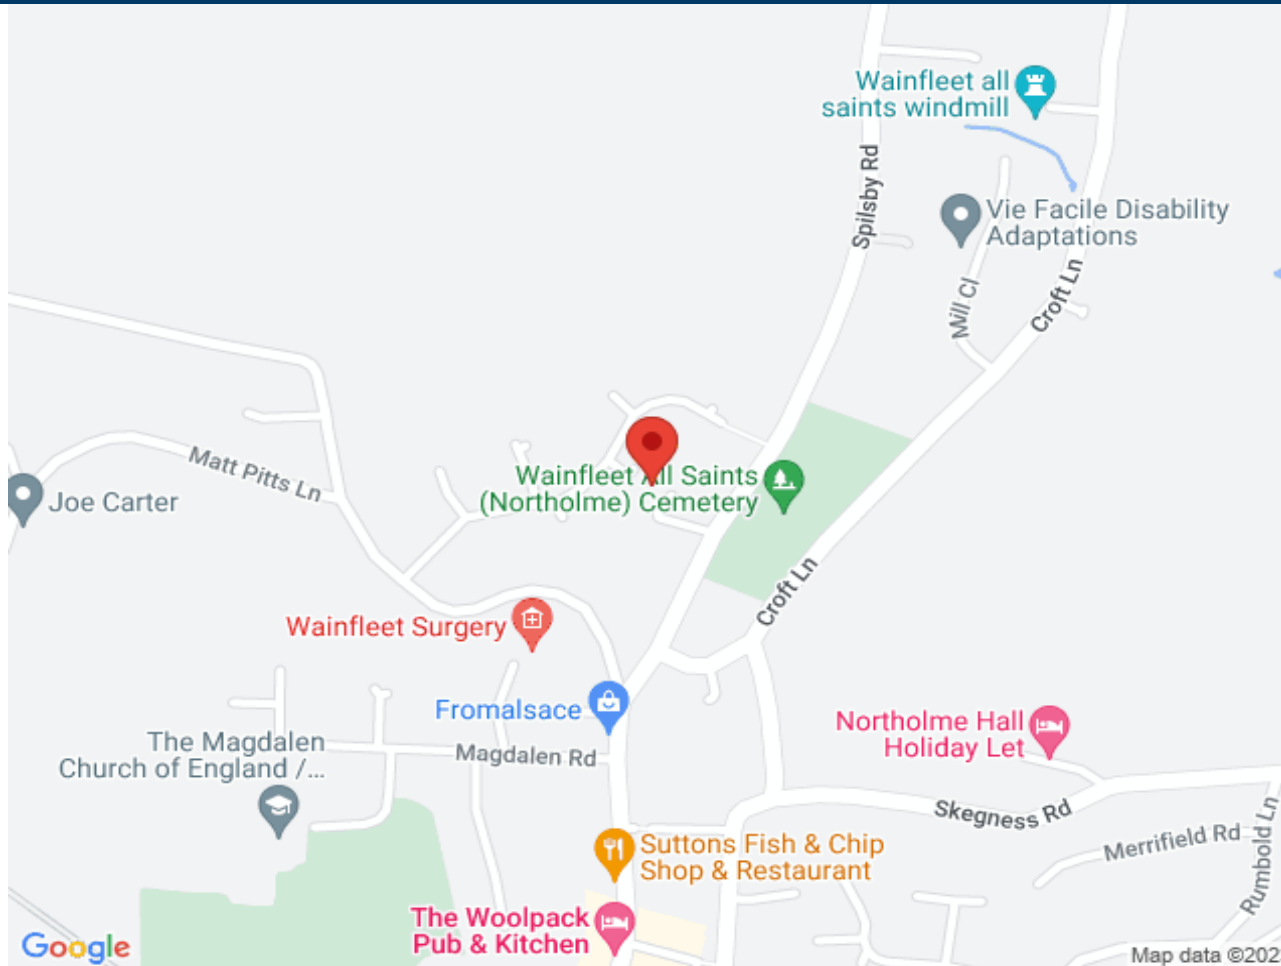 Wainfleet all
saints windmill
Spilsby Rd
Vie Facile Disability
Adaptations
Mill Cl
Croft Ln
Matt Pitts Ln
Joe Carter
Wainfleet All Saints
(Northolme) Cemetery
Croft Ln
Wainfleet Surgery
Fromalsace
Northolme Hall
Holiday Let
The Magdalen
Church of England /...
Magdalen Rd
Skegness Rd
Merrifield Rd
Rumbold Ln
Suttons Fish & Chip
Shop & Restaurant
The Woolpack
Pub & Kitchen
Google
Map data ©202